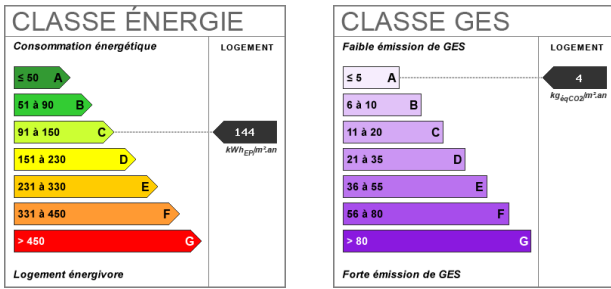 CLASSE ÉNERGIE
Consommation énergétique
LOGEMENT
≤ 50 A
51 à 90 B
91 à 150 C
144
kWhEP/m².an
151 à 230 D
231 à 330 E
331 à 450 F
> 450 G
Logement énergivore
CLASSE GES
Faible émission de GES
LOGEMENT
≤ 5 A
4
kgéqCO2/m².an
6 à 10 B
11 à 20 C
21 à 35 D
36 à 55 E
56 à 80 F
> 80 G
Forte émission de GES